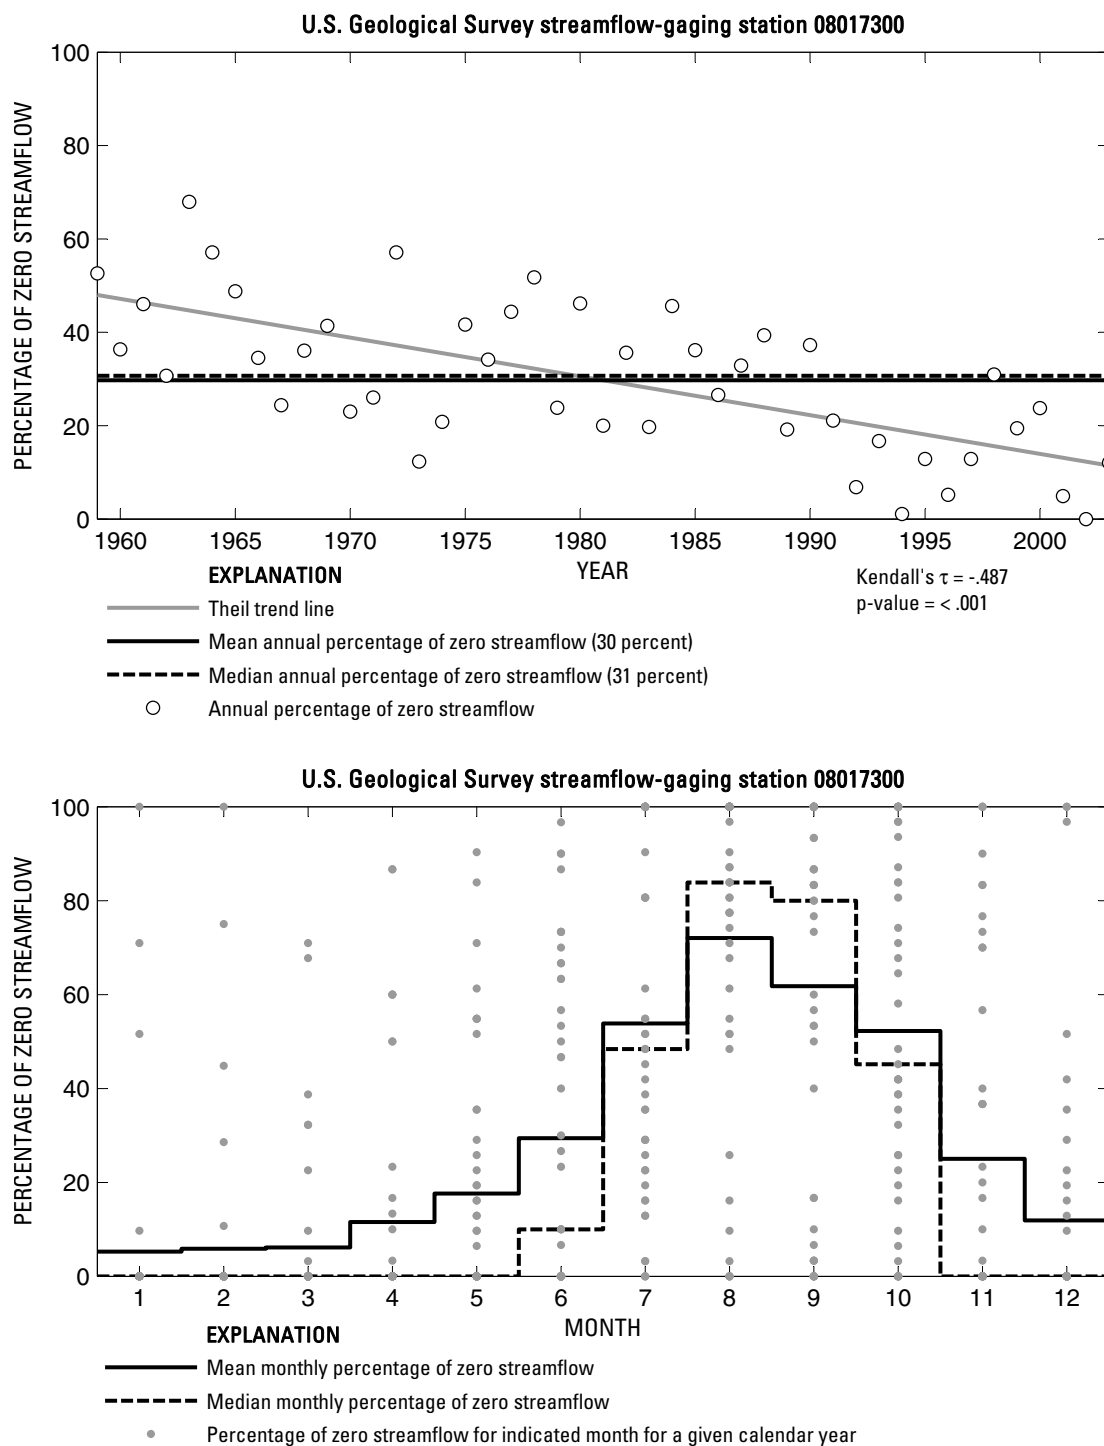 U.S. Geological Survey streamflow-gaging station 08017300
PERCENTAGE OF ZERO STREAMFLOW
100
80
60
40
20
0
1960 1965 1970 1975 1980 1985 1990 1995 2000
YEAR
EXPLANATION
Kendall's τ = -.487
p-value = < .001
Theil trend line
Mean annual percentage of zero streamflow (30 percent)
Median annual percentage of zero streamflow (31 percent)
Annual percentage of zero streamflow
U.S. Geological Survey streamflow-gaging station 08017300
PERCENTAGE OF ZERO STREAMFLOW
100
80
60
40
20
0
1 2 3 4 5 6 7 8 9 10 11 12
MONTH
EXPLANATION
Mean monthly percentage of zero streamflow
Median monthly percentage of zero streamflow
Percentage of zero streamflow for indicated month for a given calendar year